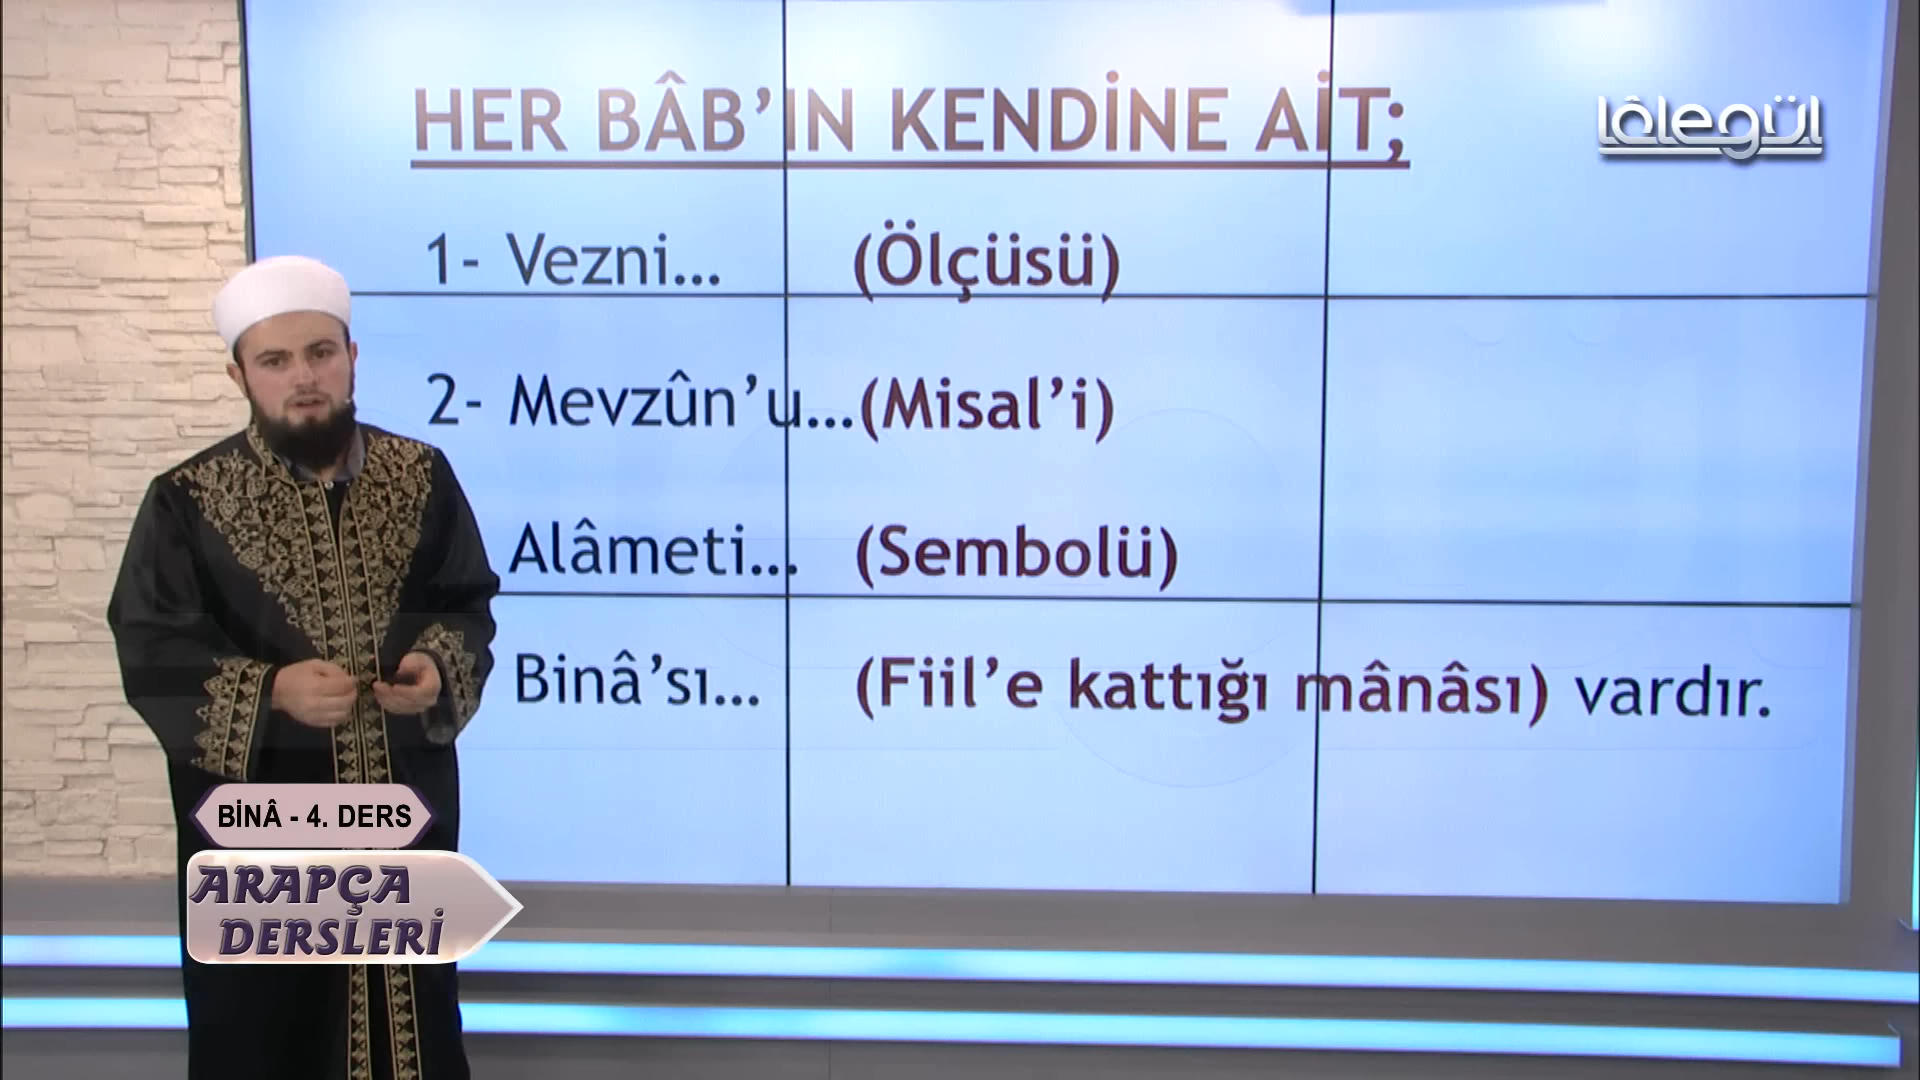 HER BÂB’IN KENDİNE AİT;
lâlegül
1- Vezni... (Ölçüsü)
2- Mevzûn’u...(Misal’i)
Alâmeti... (Sembolü)
Binâ’sı... (Fiil’e kattığı mânâsı) vardır.
BİNÂ - 4. DERS
ARAPÇA
DERSLERİ